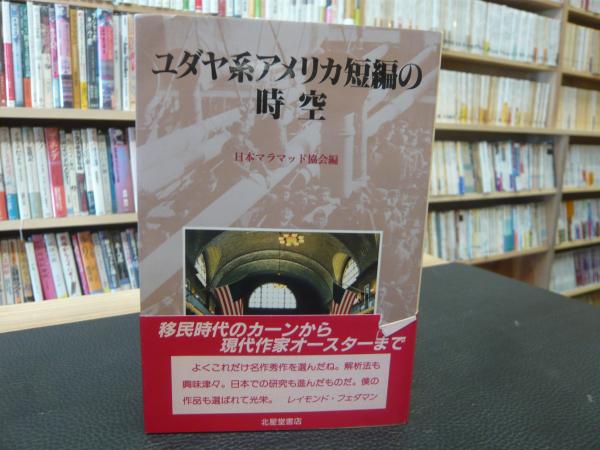 ユダヤ系アメリカ短編の
時空
日本マラマッド協会編
移民時代のカーンから
現代作家オースターまで
よくこれだけ名作秀作を選んだね。解析法も
興味津々。日本での研究も進んだものだ。僕の
作品も選ばれて光栄。 レイモンド・フェダマン
北星堂書店